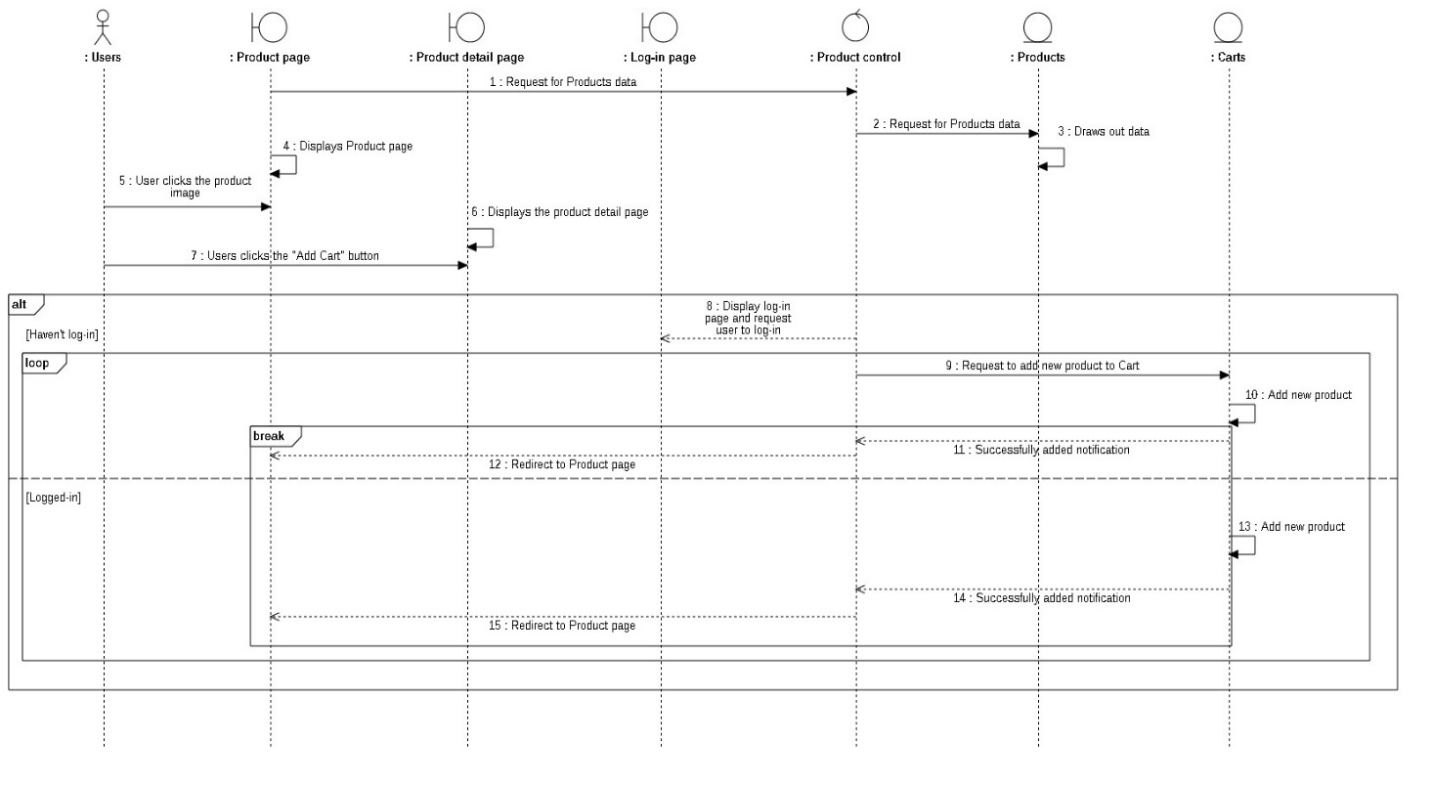 : Users
: Product page
: Product detail page
: Log-in page
: Product control
: Products
: Carts
1 : Request for Products data
2 : Request for Products data
3 : Draws out data
4 : Displays Product page
5 : User clicks the product
image
6 : Displays the product detail page
7 : Users clicks the "Add Cart" button
alt
8 : Display log-in
page and request
user to log-in
[Haven't log-in]
loop
9 : Request to add new product to Cart
10 : Add new product
break
11 : Successfully added notification
12 : Redirect to Product page
[Logged-in]
13 : Add new product
14 : Successfully added notification
15 : Redirect to Product page